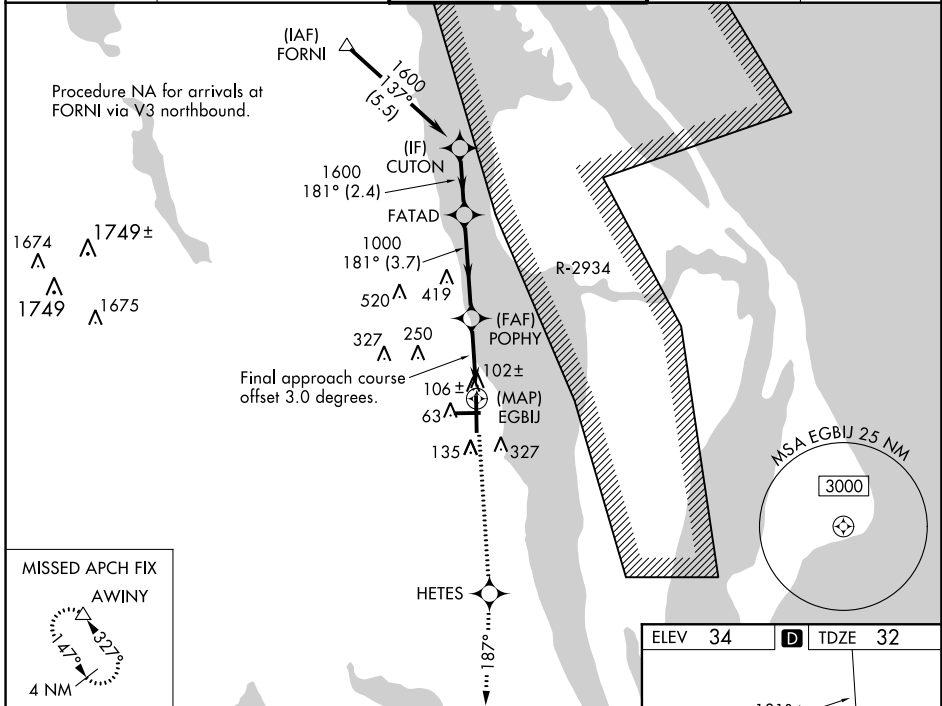 (IAF)
FORNI
Procedure NA for arrivals at
FORNI via V3 northbound.
1600
137°
(5.5)
(IF)
CUTON
1600
181° (2.4)
FATAD
1674
1749±
1749
1675
1000
181° (3.7)
R-2934
520
419
(FAF)
POPHY
327
250
Final approach course
offset 3.0 degrees.
102±
106±
(MAP)
EGBIJ
63
135
327
MSA EGBIJ 25 NM
3000
MISSED APCH FIX
AWINY
147°
327°
4 NM
HETES
187°
ELEV 34 D TDZE 32